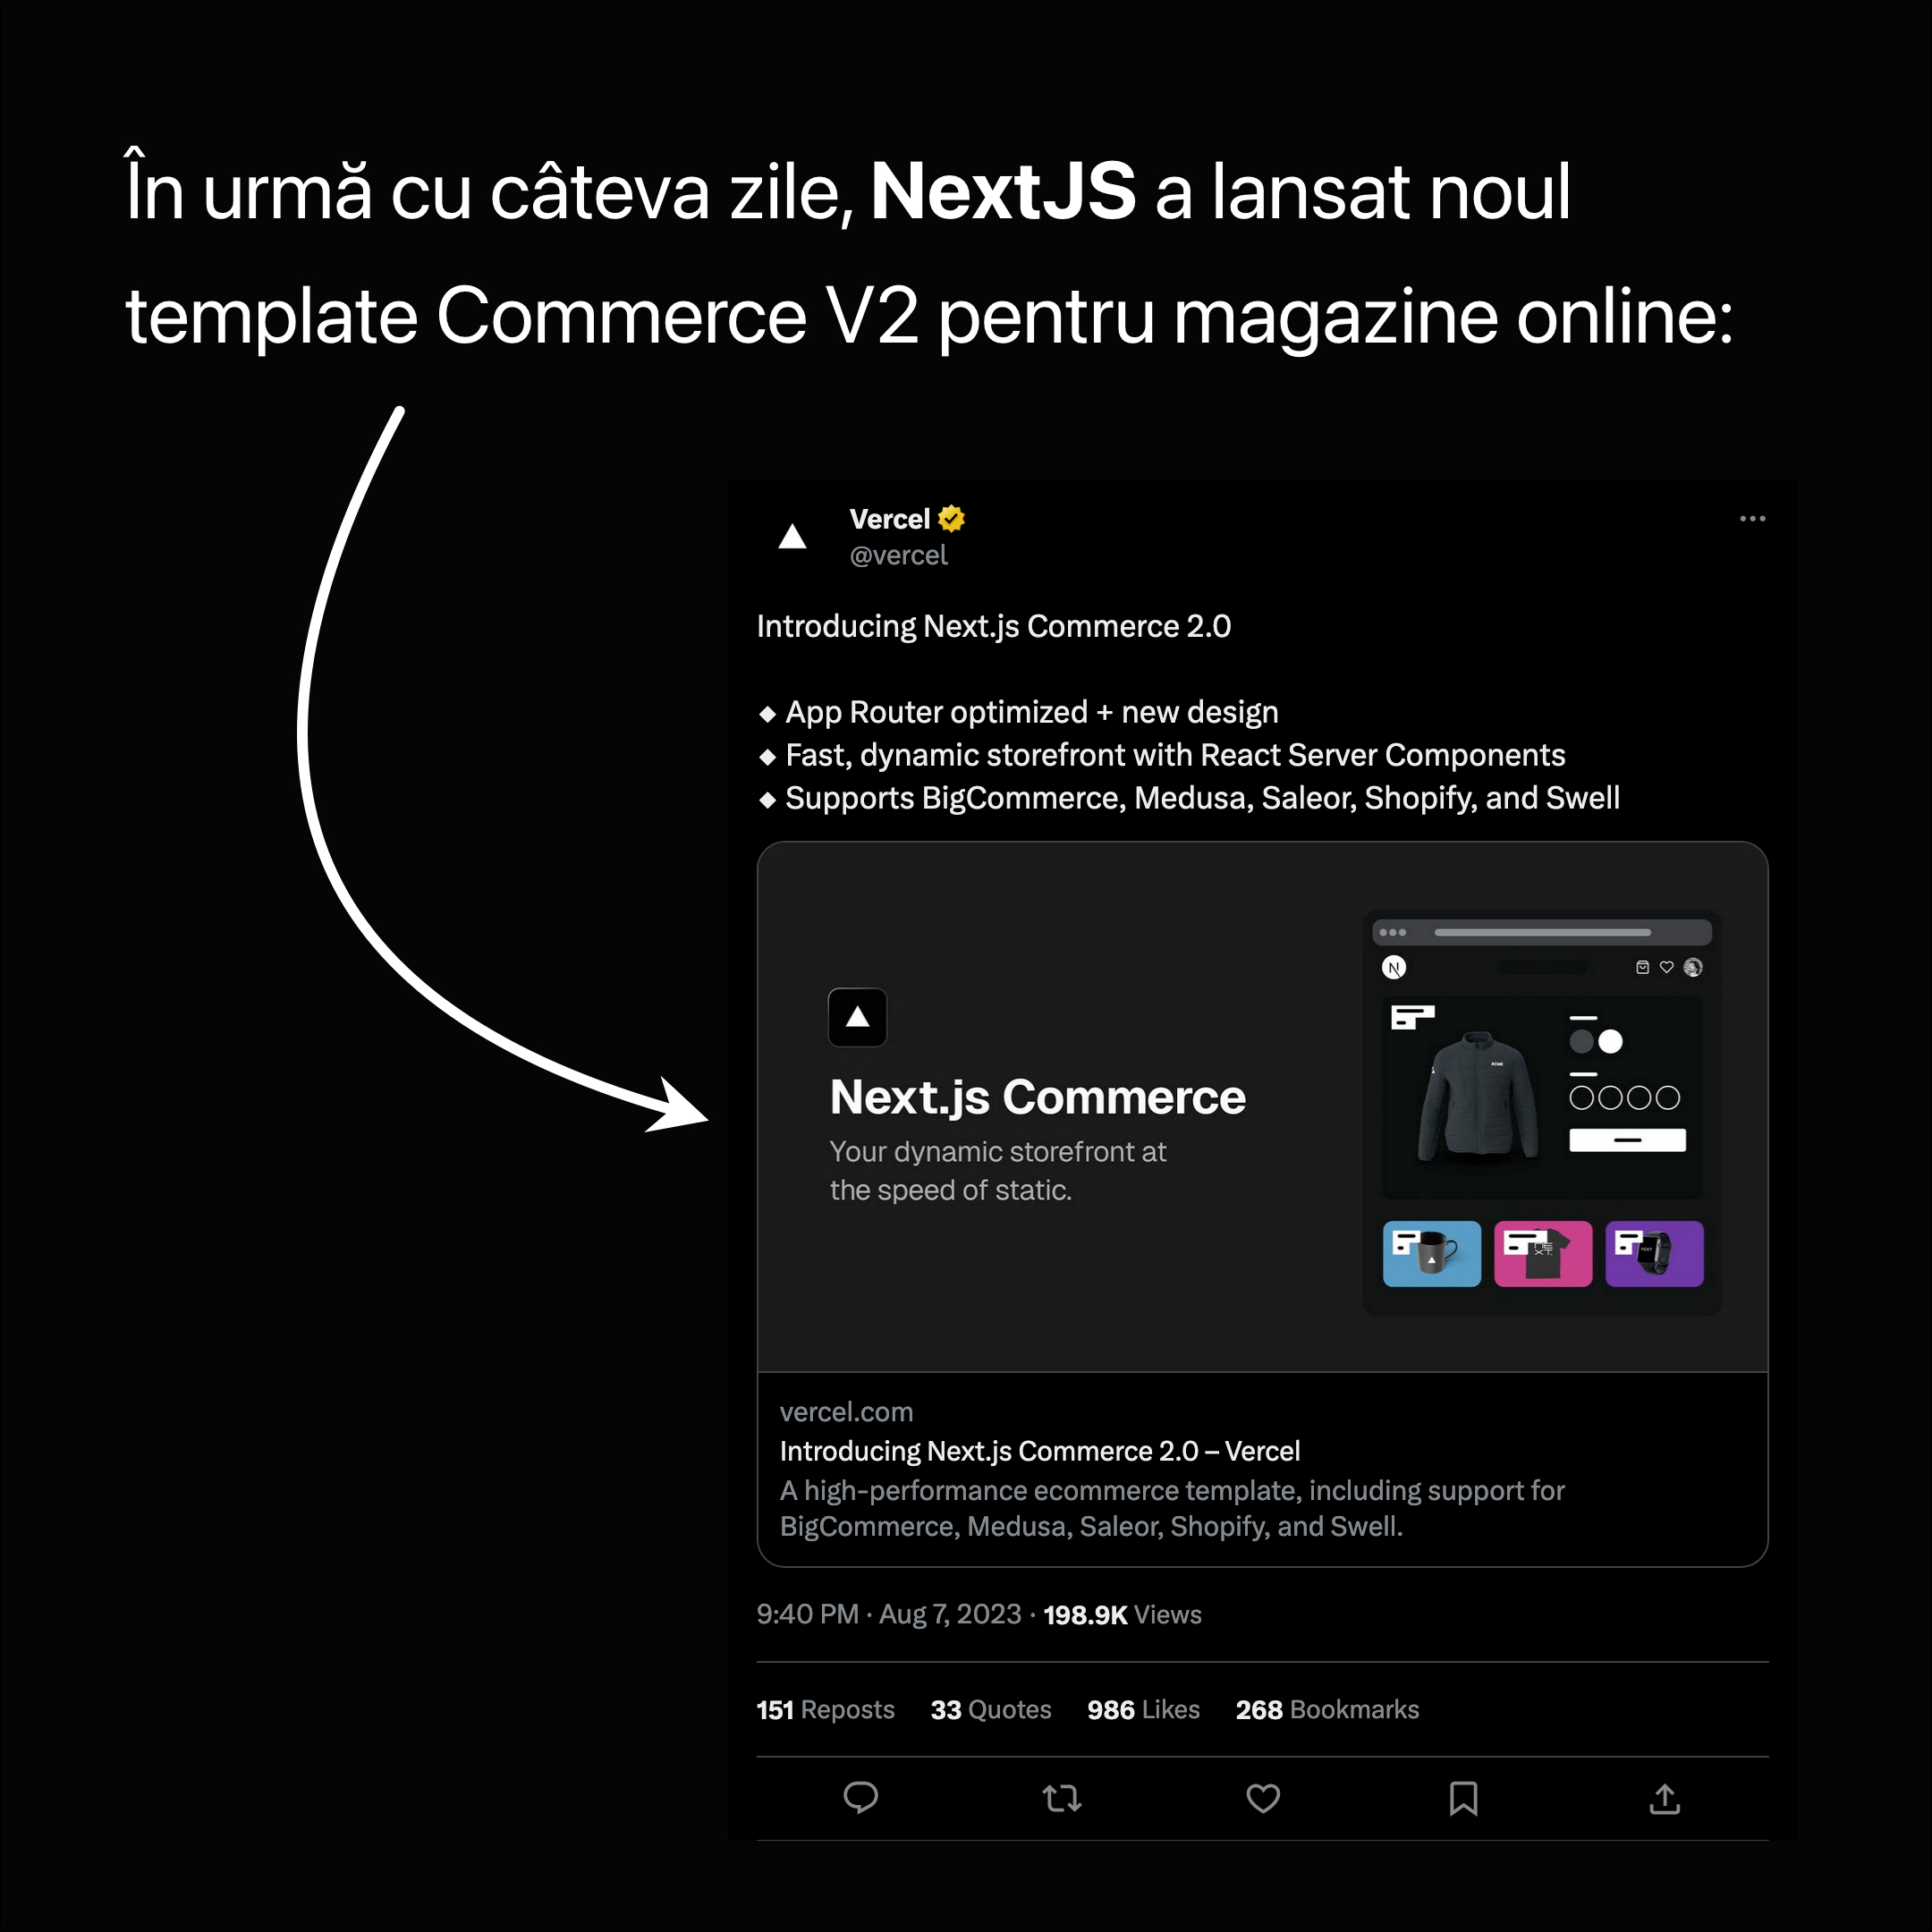 În urmă cu câteva zile, NextJS a lansat noul
template Commerce V2 pentru magazine online:
Vercel
@vercel
Introducing Next.js Commerce 2.0
◆ App Router optimized + new design
◆ Fast, dynamic storefront with React Server Components
◆ Supports BigCommerce, Medusa, Saleor, Shopify, and Swell
N
ACME
Next.js Commerce
Your dynamic storefront at
the speed of static.
NE
XT.
NEXT
vercel.com
Introducing Next.js Commerce 2.0 – Vercel
A high-performance ecommerce template, including support for
BigCommerce, Medusa, Saleor, Shopify, and Swell.
9:40 PM · Aug 7, 2023 · 198.9K Views
151 Reposts 33 Quotes 986 Likes 268 Bookmarks